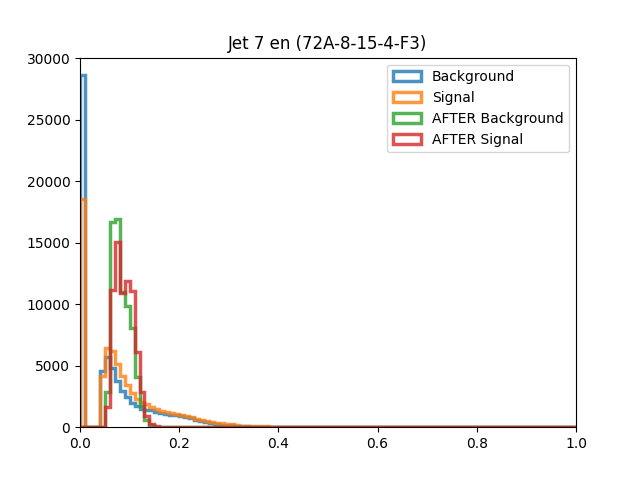 Jet 7 en (72A-8-15-4-F3)
30000
25000
20000
15000
10000
5000
0
0.0 0.2 0.4 0.6 0.8 1.0
Background
Signal
AFTER Background
AFTER Signal